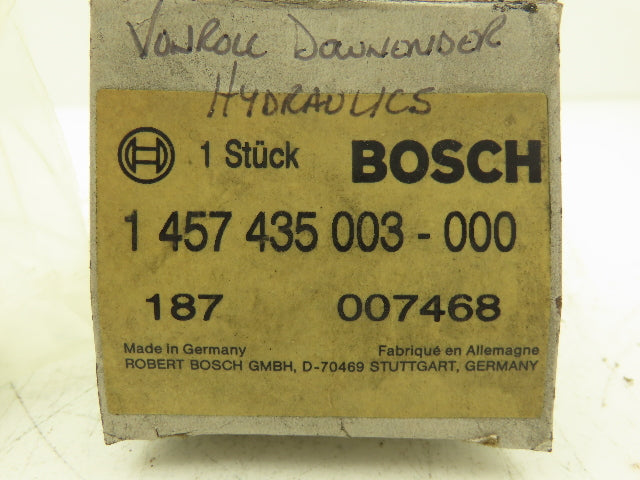 VONROLL DOWNENDER
HYDRAULICS
1 Stück BOSCH
1 457 435 003 - 000
187 007468
Made in Germany Fabriqué en Allemagne
ROBERT BOSCH GMBH, D-70469 STUTTGART, GERMANY